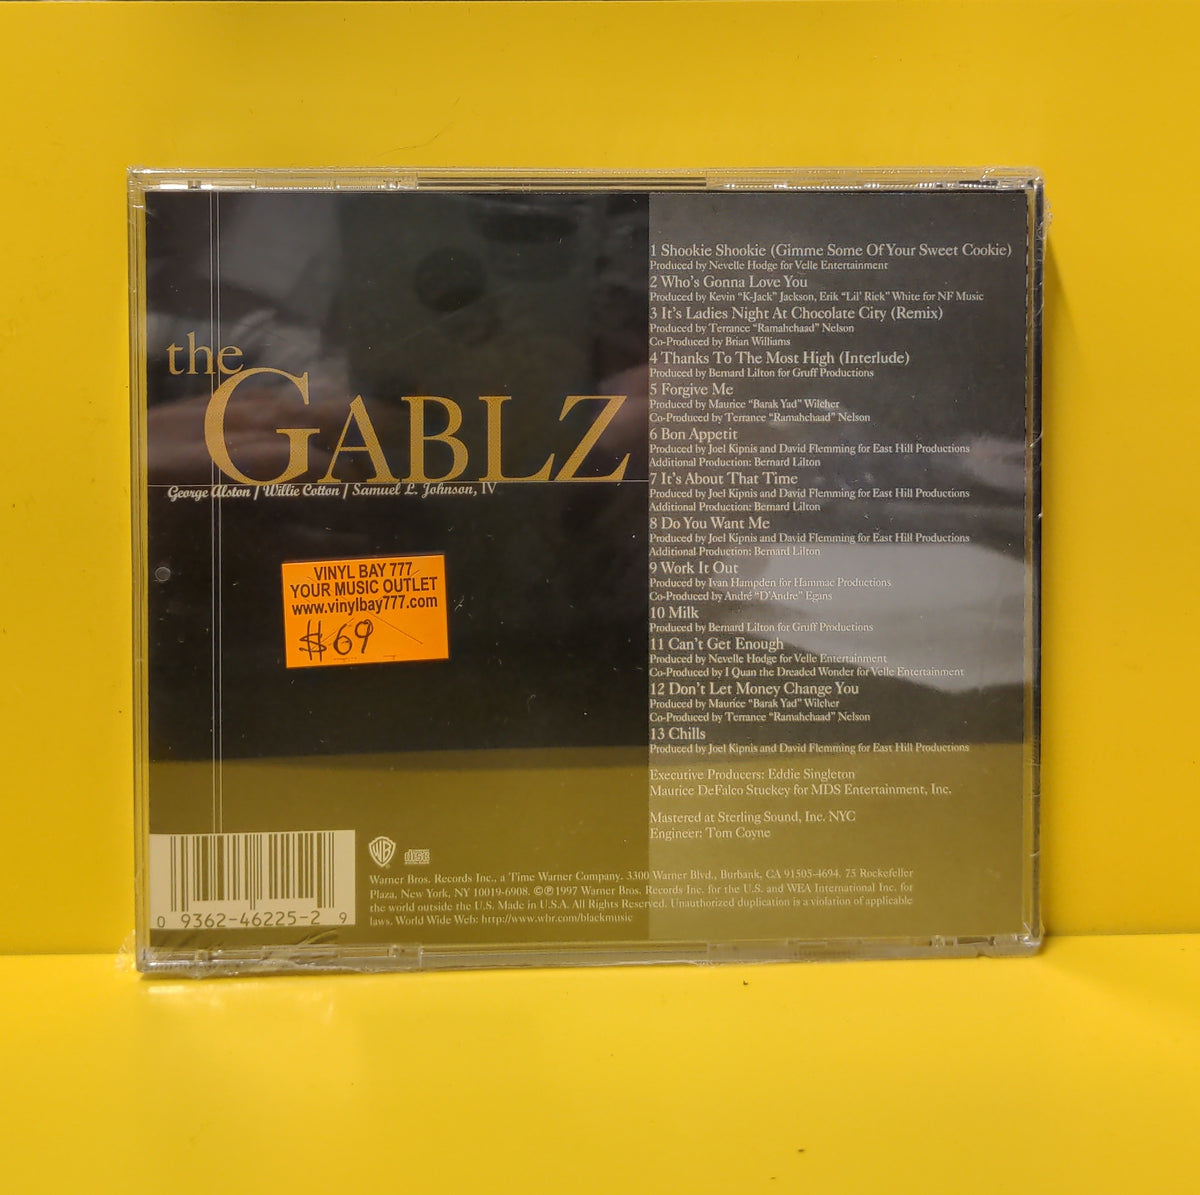 the
GABLZ
George Alston / Willie Cotton / Samuel L. Johnson, IV
VINYL BAY 777
YOUR MUSIC OUTLET
www.vinylbay777.com
$69
1 Shookie Shookie (Gimme Some Of Your Sweet Cookie)
Produced by Nevelle Hodge for Velle Entertainment
2 Who's Gonna Love You
Produced by Kevin “K-Jack” Jackson, Erik “Lil' Rick” White for NF Music
3 It's Ladies Night At Chocolate City (Remix)
Produced by Terrance “Ramahchaad” Nelson
Co-Produced by Brian Williams
4 Thanks To The Most High (Interlude)
Produced by Bernard Lilton for Gruff Productions
5 Forgive Me
Produced by Maurice “Barak Yad” Wilcher
Co-Produced by Terrance “Ramahchaad” Nelson
6 Bon Appetit
Produced by Joel Kipnis and David Flemming for East Hill Productions
Additional Production: Bernard Lilton
7 It's About That Time
Produced by Joel Kipnis and David Flemming for East Hill Productions
Additional Production: Bernard Lilton
8 Do You Want Me
Produced by Joel Kipnis and David Flemming for East Hill Productions
Additional Production: Bernard Lilton
9 Work It Out
Produced by Ivan Hampden for Hammac Productions
Co-Produced by André “D'Andre” Egans
10 Milk
Produced by Bernard Lilton for Gruff Productions
11 Can't Get Enough
Produced by Nevelle Hodge for Velle Entertainment
Co-Produced by I Quan the Dreaded Wonder for Velle Entertainment
12 Don't Let Money Change You
Produced by Maurice “Barak Yad” Wilcher
Co-Produced by Terrance “Ramahchaad” Nelson
13 Chills
Produced by Joel Kipnis and David Flemming for East Hill Productions
Executive Producers: Eddie Singleton
Maurice DeFalco Stuckey for MDS Entertainment, Inc.
Mastered at Sterling Sound, Inc. NYC
Engineer: Tom Coyne
0 9362-46225-2 9
WB
disc
Warner Bros. Records Inc., a Time Warner Company. 3300 Warner Blvd., Burbank, CA 91505-4694. 75 Rockefeller
Plaza, New York, NY 10019-6908. ©℗1997 Warner Bros. Records Inc. for the U.S. and WEA International Inc. for
the world outside the U.S. Made in U.S.A. All Rights Reserved. Unauthorized duplication is a violation of applicable
laws. World Wide Web: http://www.wbr.com/blackmusic